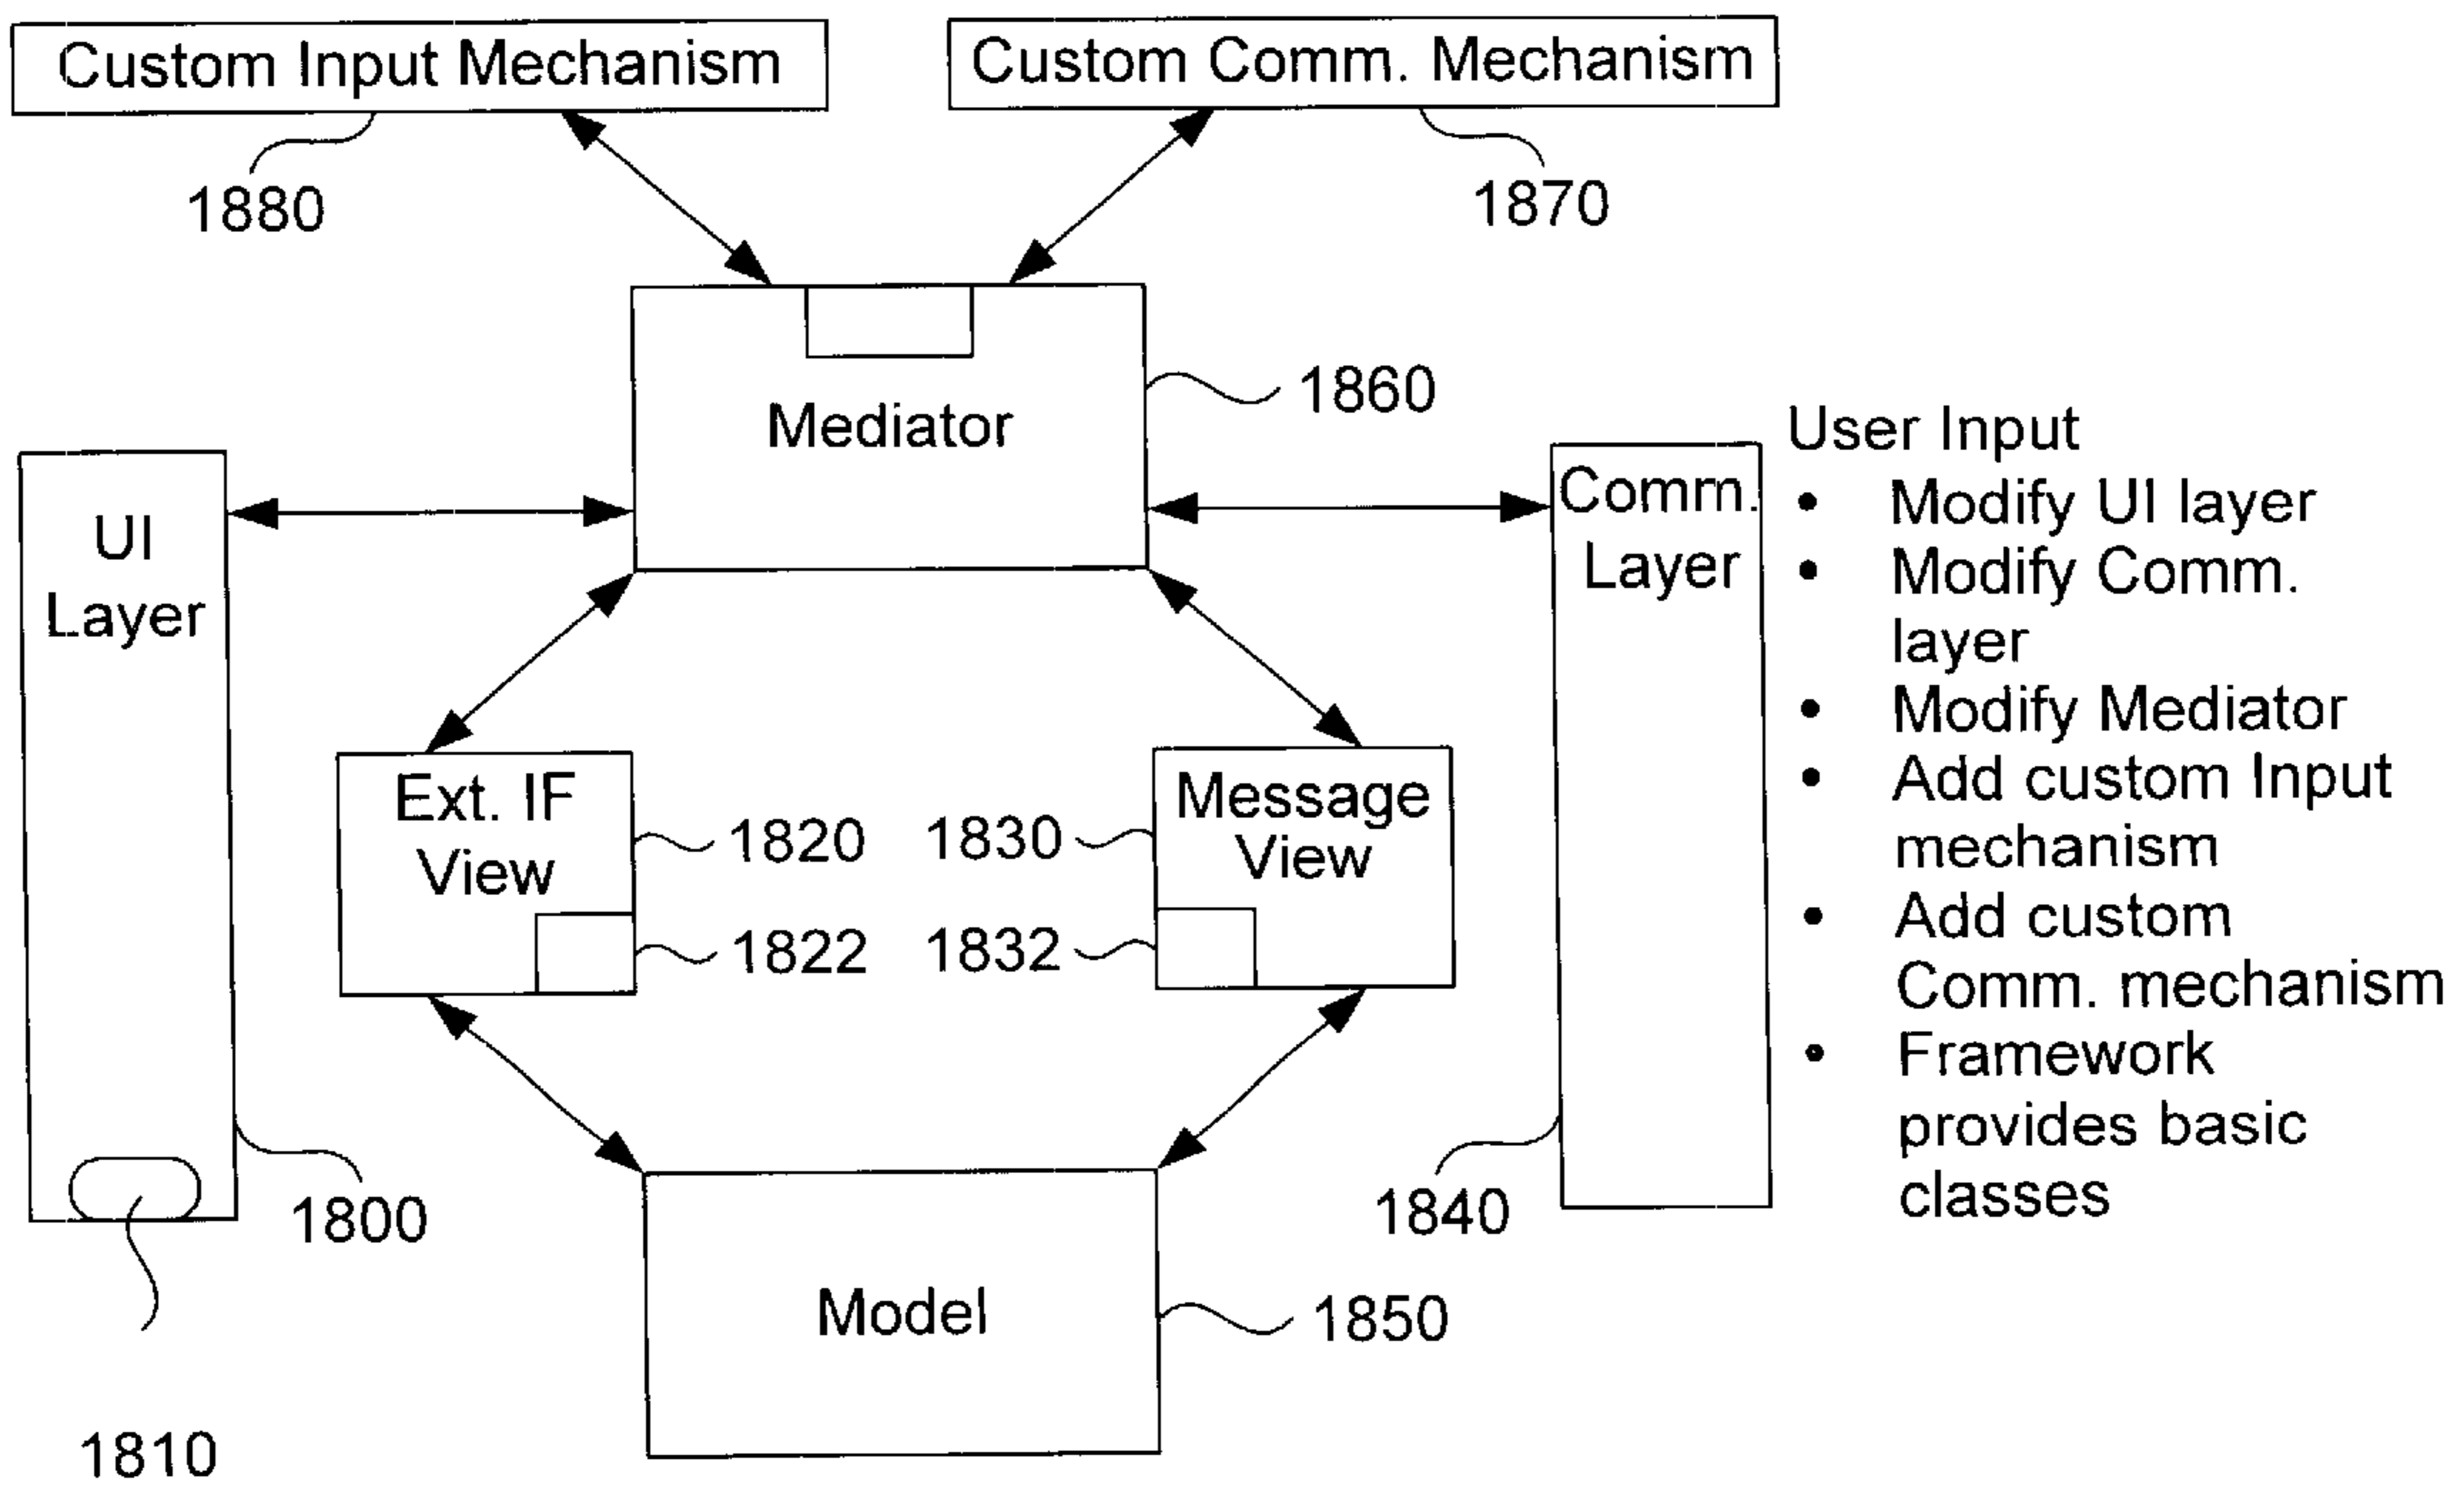 Custom Input Mechanism
Custom Comm. Mechanism
1880
1870
Mediator
1860
UI
Layer
Comm.
Layer
User Input
• Modify UI layer
• Modify Comm.
layer
• Modify Mediator
• Add custom Input
mechanism
• Add custom
Comm. mechanism
• Framework
provides basic
classes
Ext. IF
View
1820
1822
Message
View
1830
1832
1800
1840
Model
1850
1810